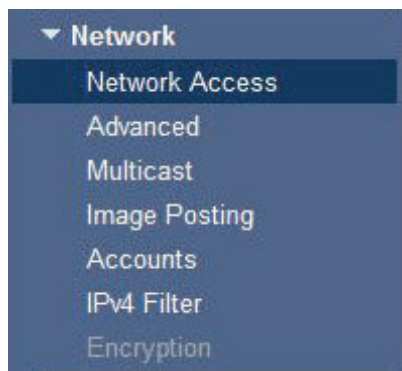 Network
Network Access
Advanced
Multicast
Image Posting
Accounts
IPv4 Filter
Encryption